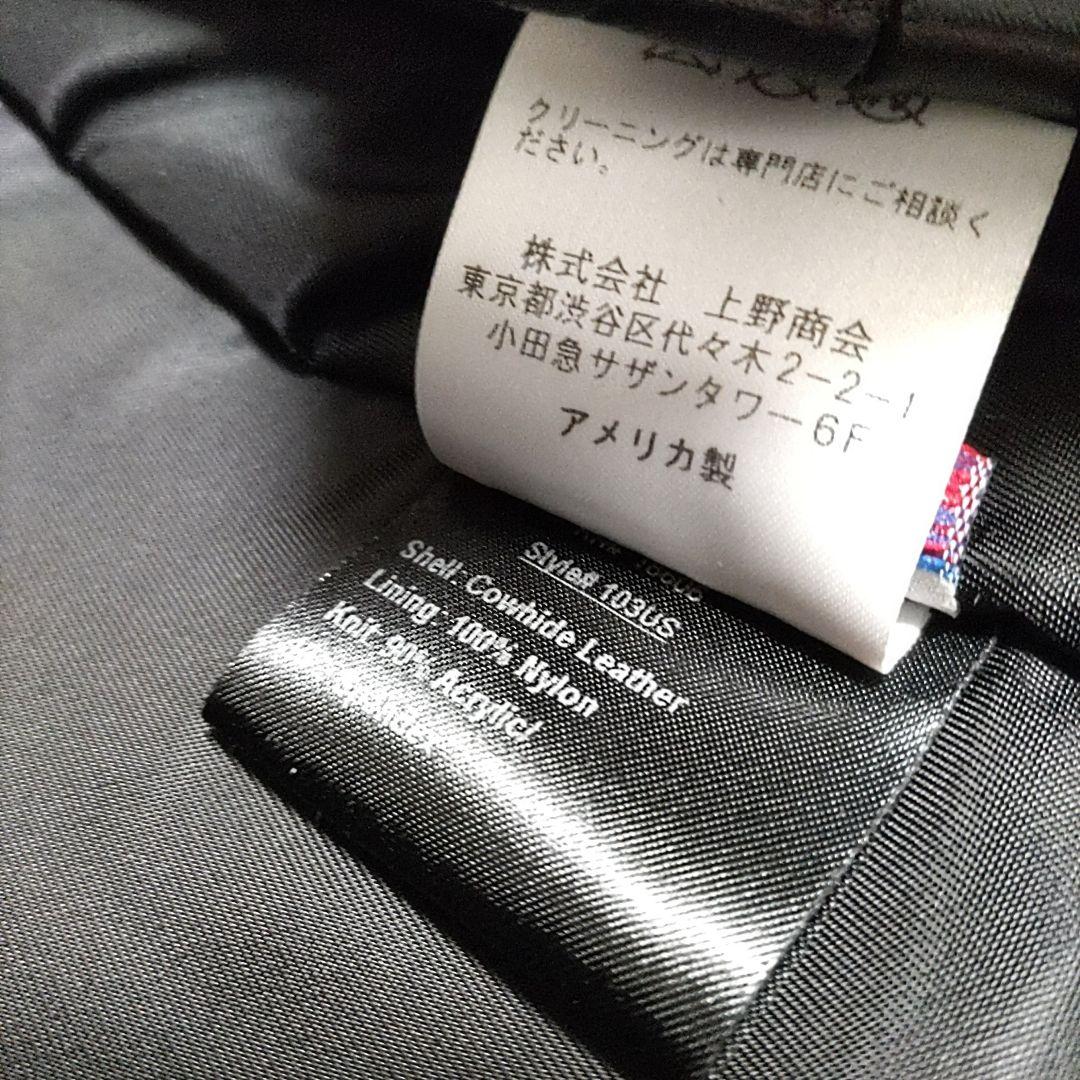 クリーニングは専門店にご相談く
ださい。
株式会社 上野商会
東京都渋谷区代々木2-2-1
小田急サザンタワー6F
アメリカ製
Style# 103US
Shell: Cowhide Leather
Lining: 100% Nylon
Knit: 90% Acrylic/